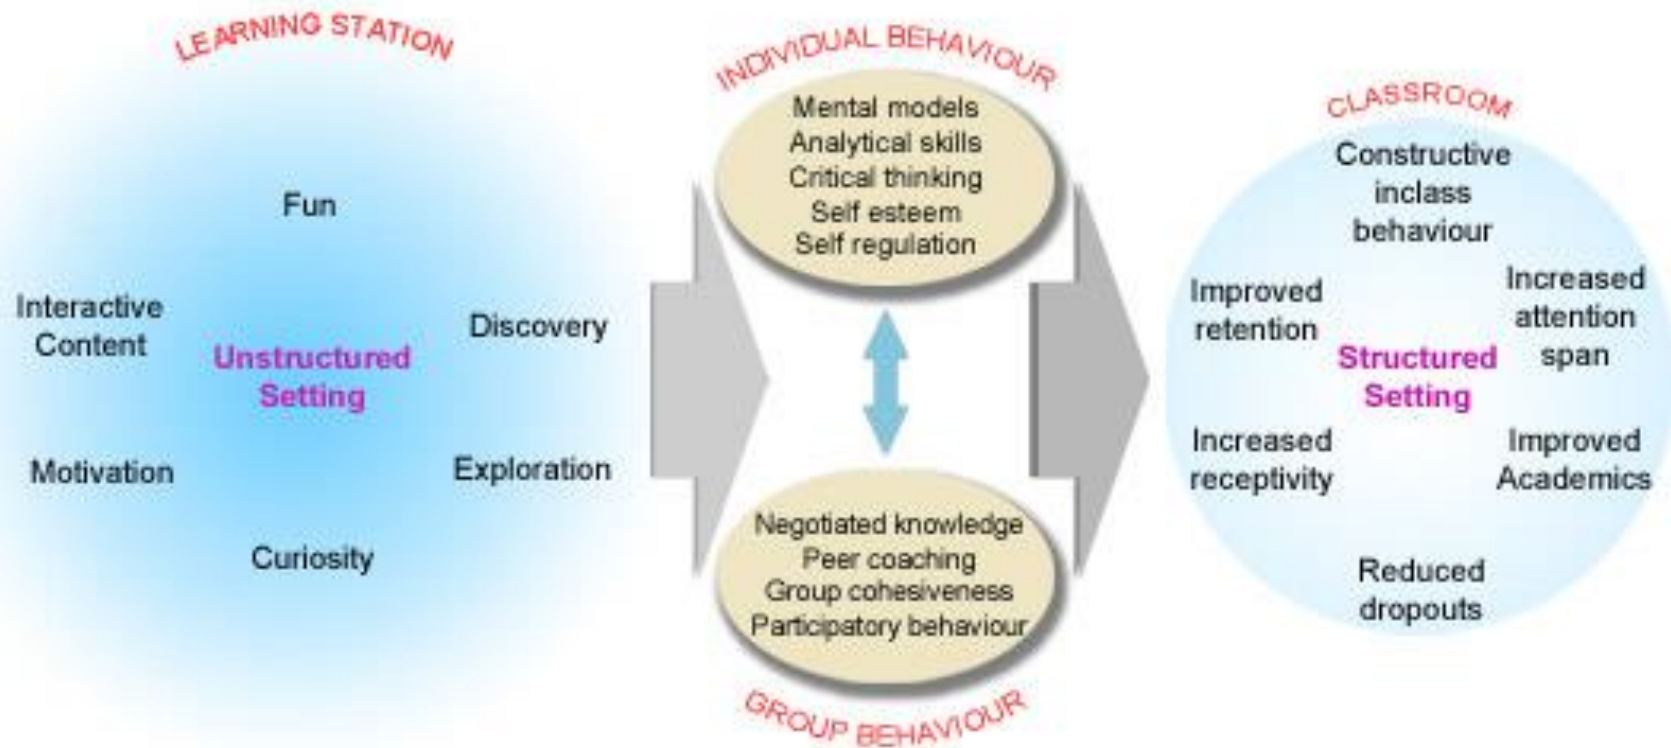 LEARNING STATION
Fun
Interactive
Content
Discovery
Unstructured
Setting
Motivation
Exploration
Curiosity
INDIVIDUAL BEHAVIOUR
Mental models
Analytical skills
Critical thinking
Self esteem
Self regulation
Negotiated knowledge
Peer coaching
Group cohesiveness
Participatory behaviour
GROUP BEHAVIOUR
CLASSROOM
Constructive
inclass
behaviour
Improved
retention
Increased
attention
span
Structured
Setting
Increased
receptivity
Improved
Academics
Reduced
dropouts